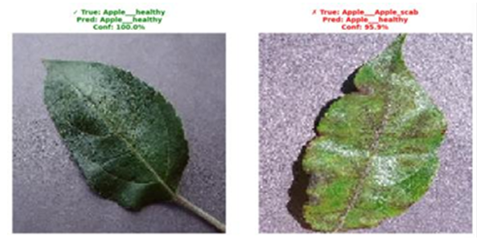 ✓ True: Apple___healthy
Pred: Apple___healthy
Conf: 100.0%
✗ True: Apple___Apple_scab
Pred: Apple___healthy
Conf: 95.9%